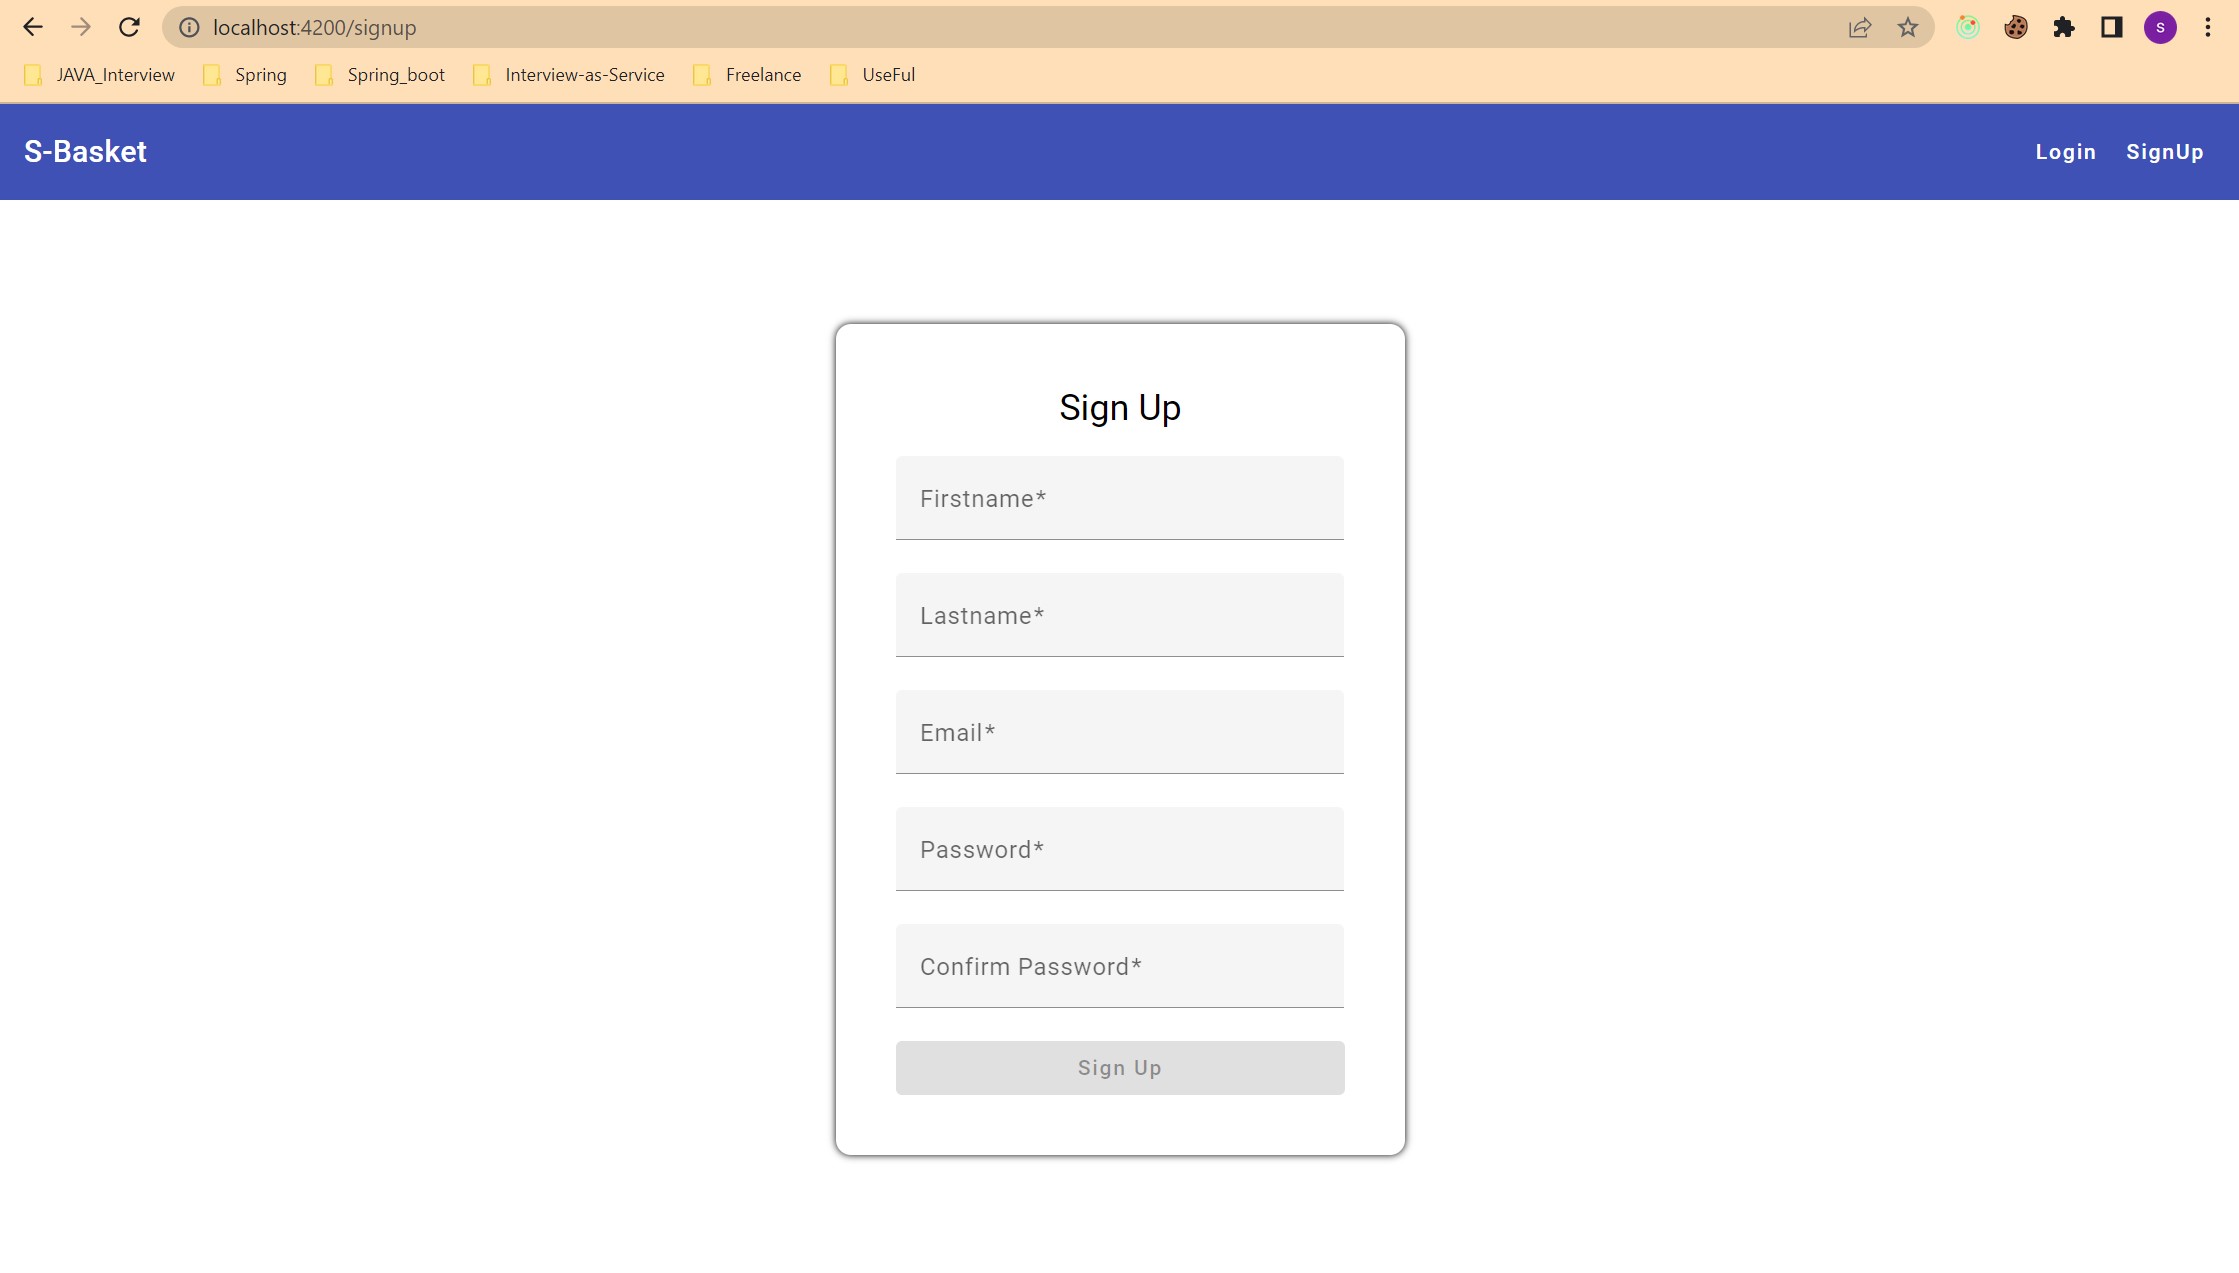 localhost:4200/signup
S
JAVA_Interview Spring Spring_boot Interview-as-Service Freelance UseFul
S-Basket Login SignUp
Sign Up
Firstname*
Lastname*
Email*
Password*
Confirm Password*
Sign Up